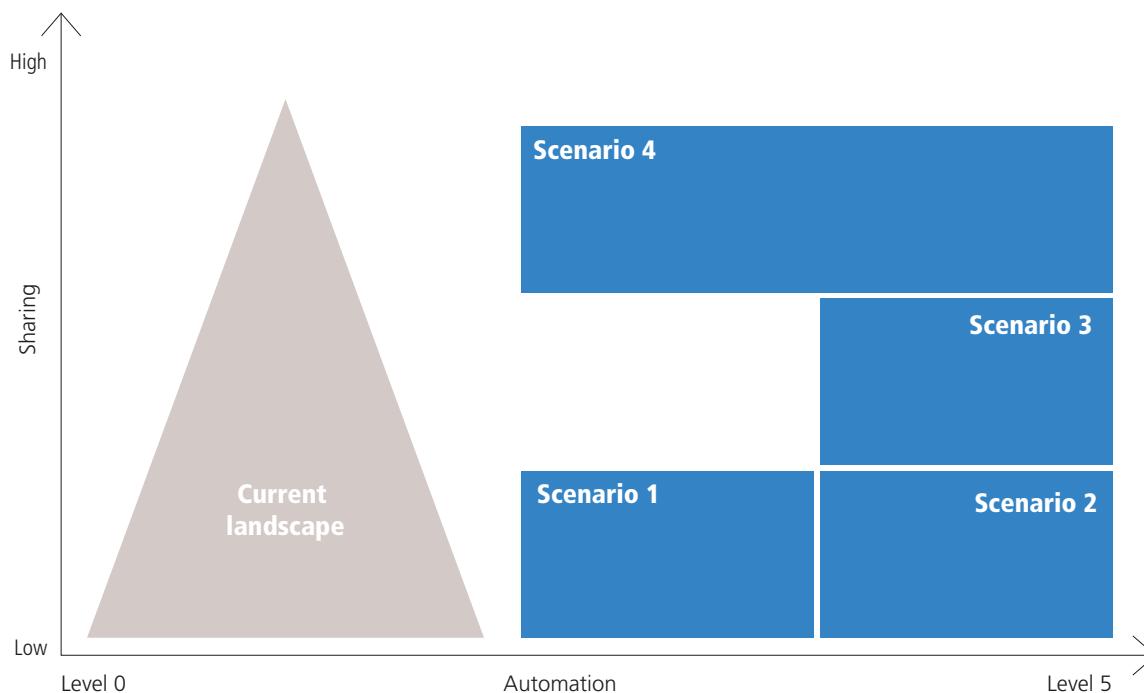 High
Scenario 4
Sharing
Scenario 3
Current
landscape
Scenario 1
Scenario 2
Low
Level 0
Automation
Level 5